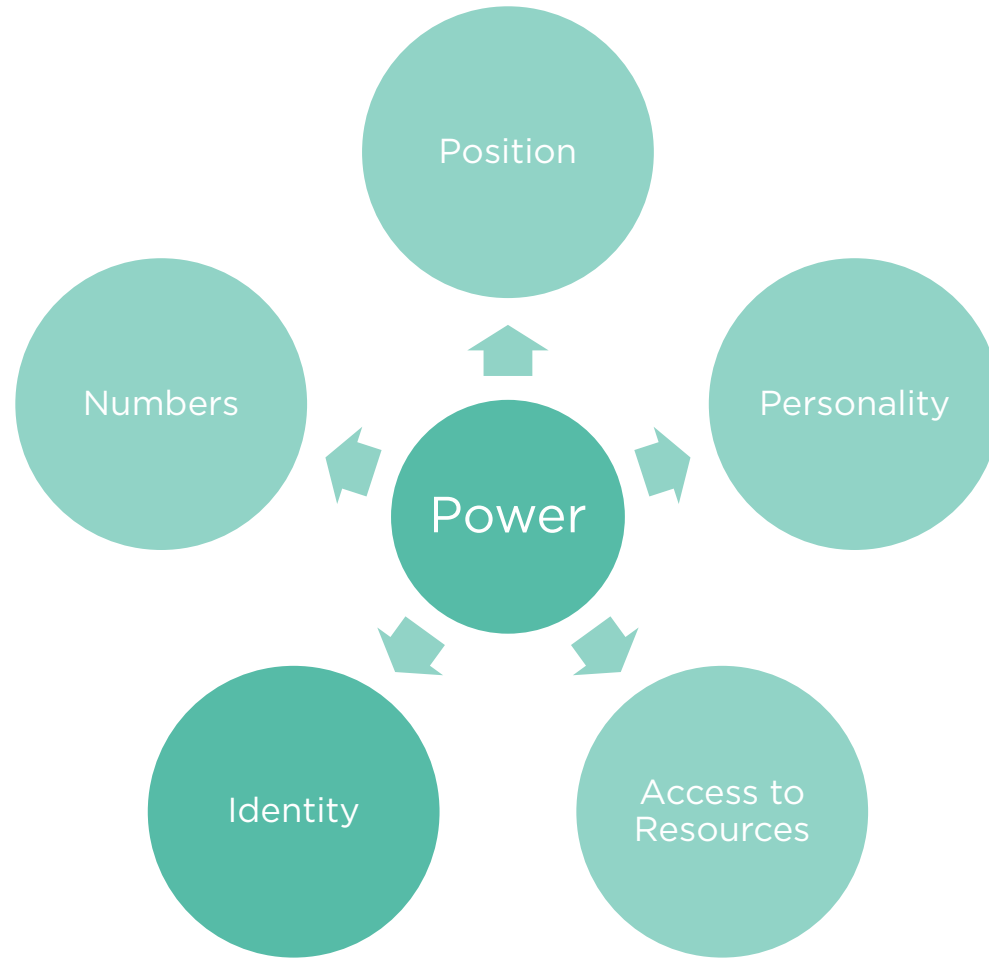 Position
Numbers
Personality
Power
Identity
Access to
Resources